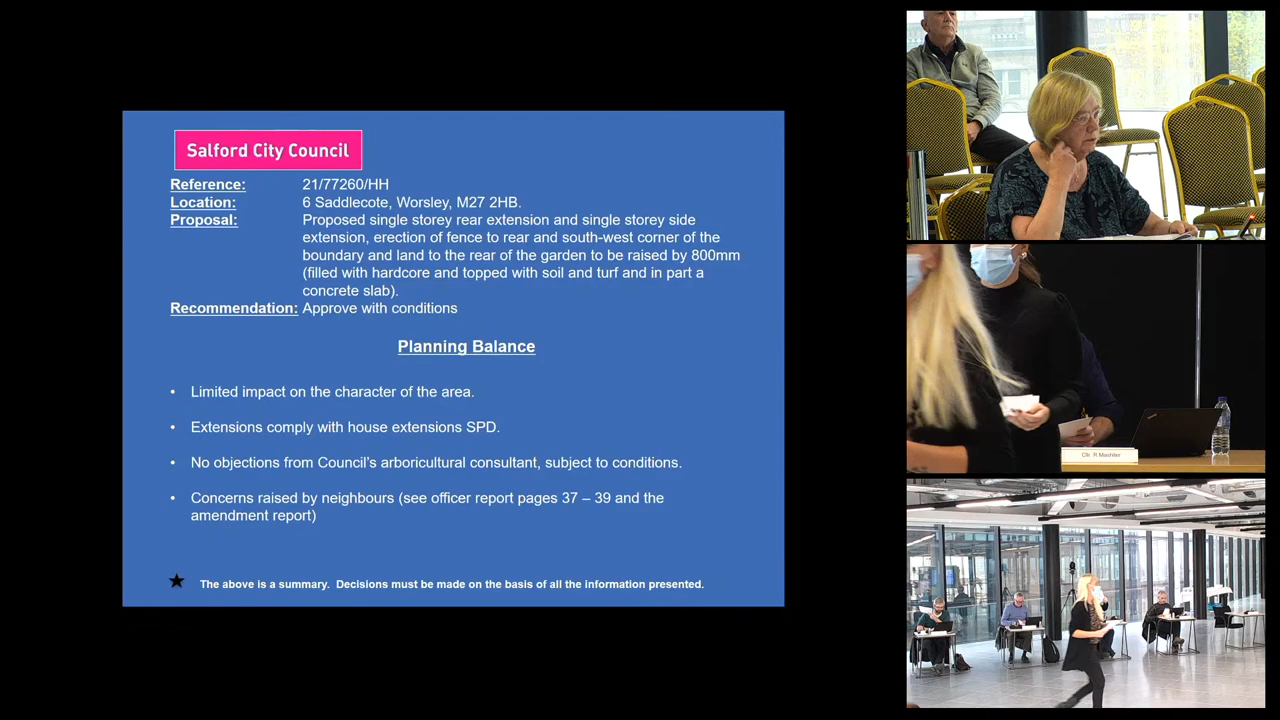 Salford City Council
Reference: 21/77260/HH
Location: 6 Saddlecote, Worsley, M27 2HB.
Proposal: Proposed single storey rear extension and single storey side
extension, erection of fence to rear and south-west corner of the
boundary and land to the rear of the garden to be raised by 800mm
(filled with hardcore and topped with soil and turf and in part a
concrete slab).
Recommendation: Approve with conditions
Planning Balance
• Limited impact on the character of the area.
• Extensions comply with house extensions SPD.
• No objections from Council's arboricultural consultant, subject to conditions.
• Concerns raised by neighbours (see officer report pages 37 – 39 and the
amendment report)
★ The above is a summary. Decisions must be made on the basis of all the information presented.
Cllr R Mashiter